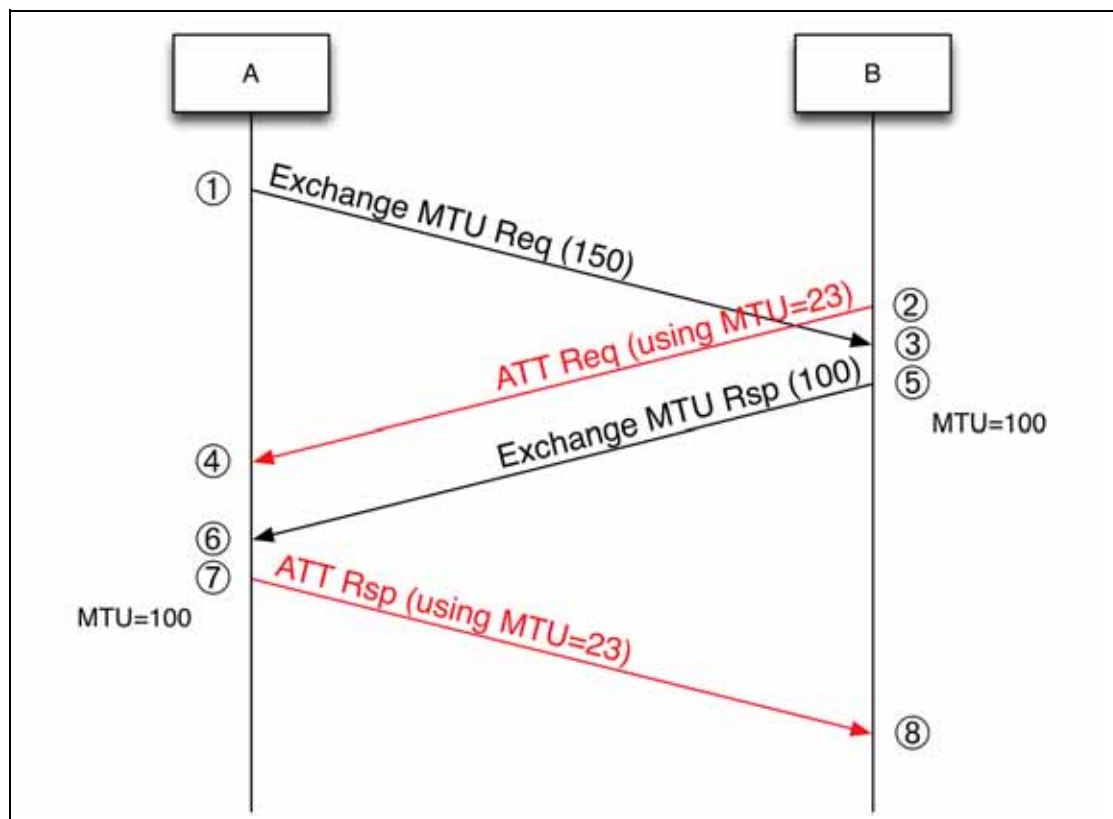 A
B
①
Exchange MTU Req (150)
②
ATT Req (using MTU=23)
③
⑤
Exchange MTU Rsp (100)
MTU=100
④
⑥
⑦
ATT Rsp (using MTU=23)
MTU=100
⑧